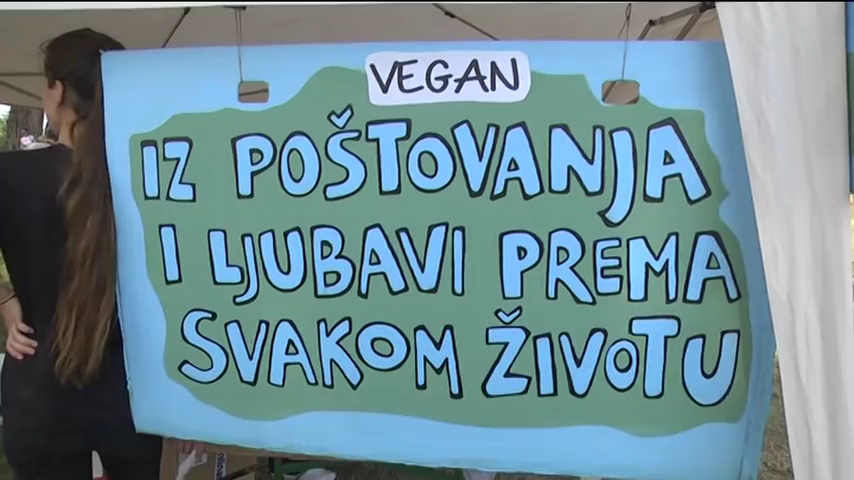 VEGAN
IZ POŠTOVANJA
I LJUBAVI PREMA
SVAKOM ŽIVOTU